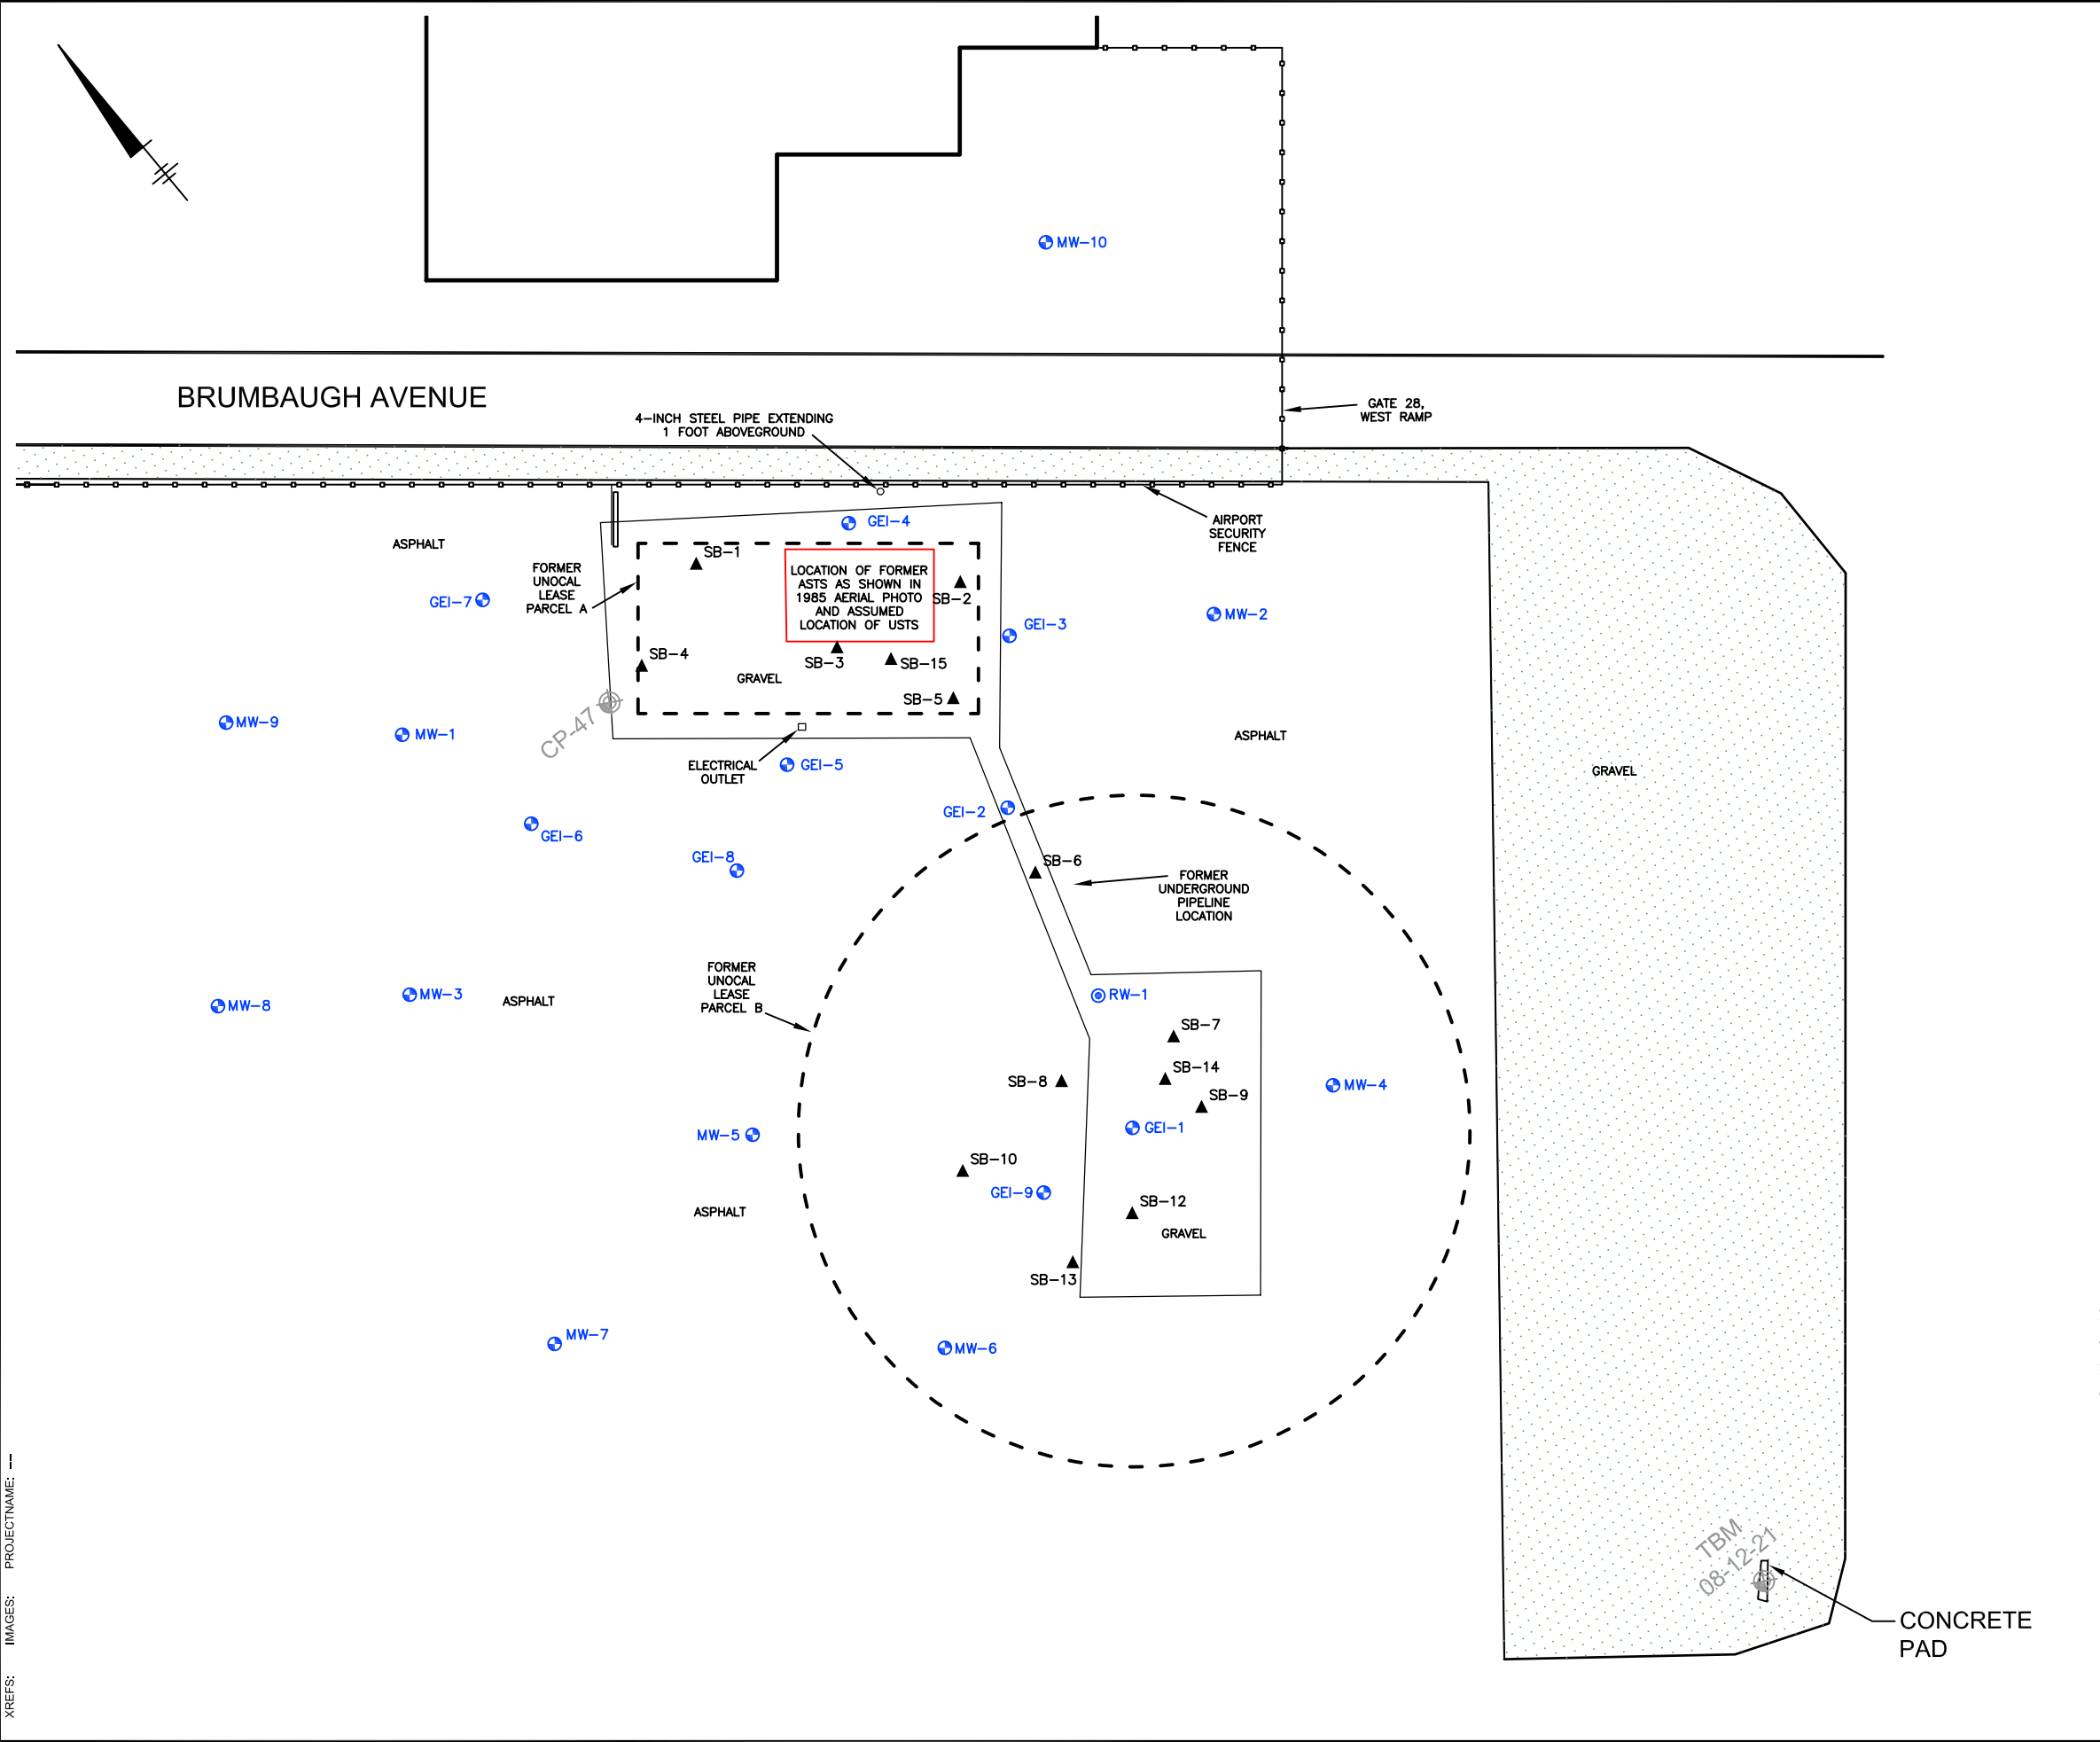 MW-10
BRUMBAUGH AVENUE
4-INCH STEEL PIPE EXTENDING
1 FOOT ABOVEGROUND
GATE 28,
WEST RAMP
AIRPORT
SECURITY
FENCE
ASPHALT
GEI-4
SB-1
FORMER
UNOCAL
LEASE
PARCEL A
LOCATION OF FORMER
ASTS AS SHOWN IN
1985 AERIAL PHOTO
AND ASSUMED
LOCATION OF USTS
SB-2
GEI-7
GEI-3
MW-2
SB-4
SB-3
SB-15
GRAVEL
SB-5
CP-47
MW-9
MW-1
ELECTRICAL
OUTLET
GEI-5
ASPHALT
GRAVEL
GEI-2
GEI-6
GEI-8
SB-6
FORMER
UNDERGROUND
PIPELINE
LOCATION
FORMER
UNOCAL
LEASE
PARCEL B
MW-8
MW-3
ASPHALT
RW-1
SB-7
SB-14
SB-8
SB-9
MW-4
MW-5
GEI-1
SB-10
GEI-9
ASPHALT
SB-12
GRAVEL
SB-13
MW-7
MW-6
TBM
08-12-21
CONCRETE
PAD
XREFS: IMAGES: PROJECTNAME: --